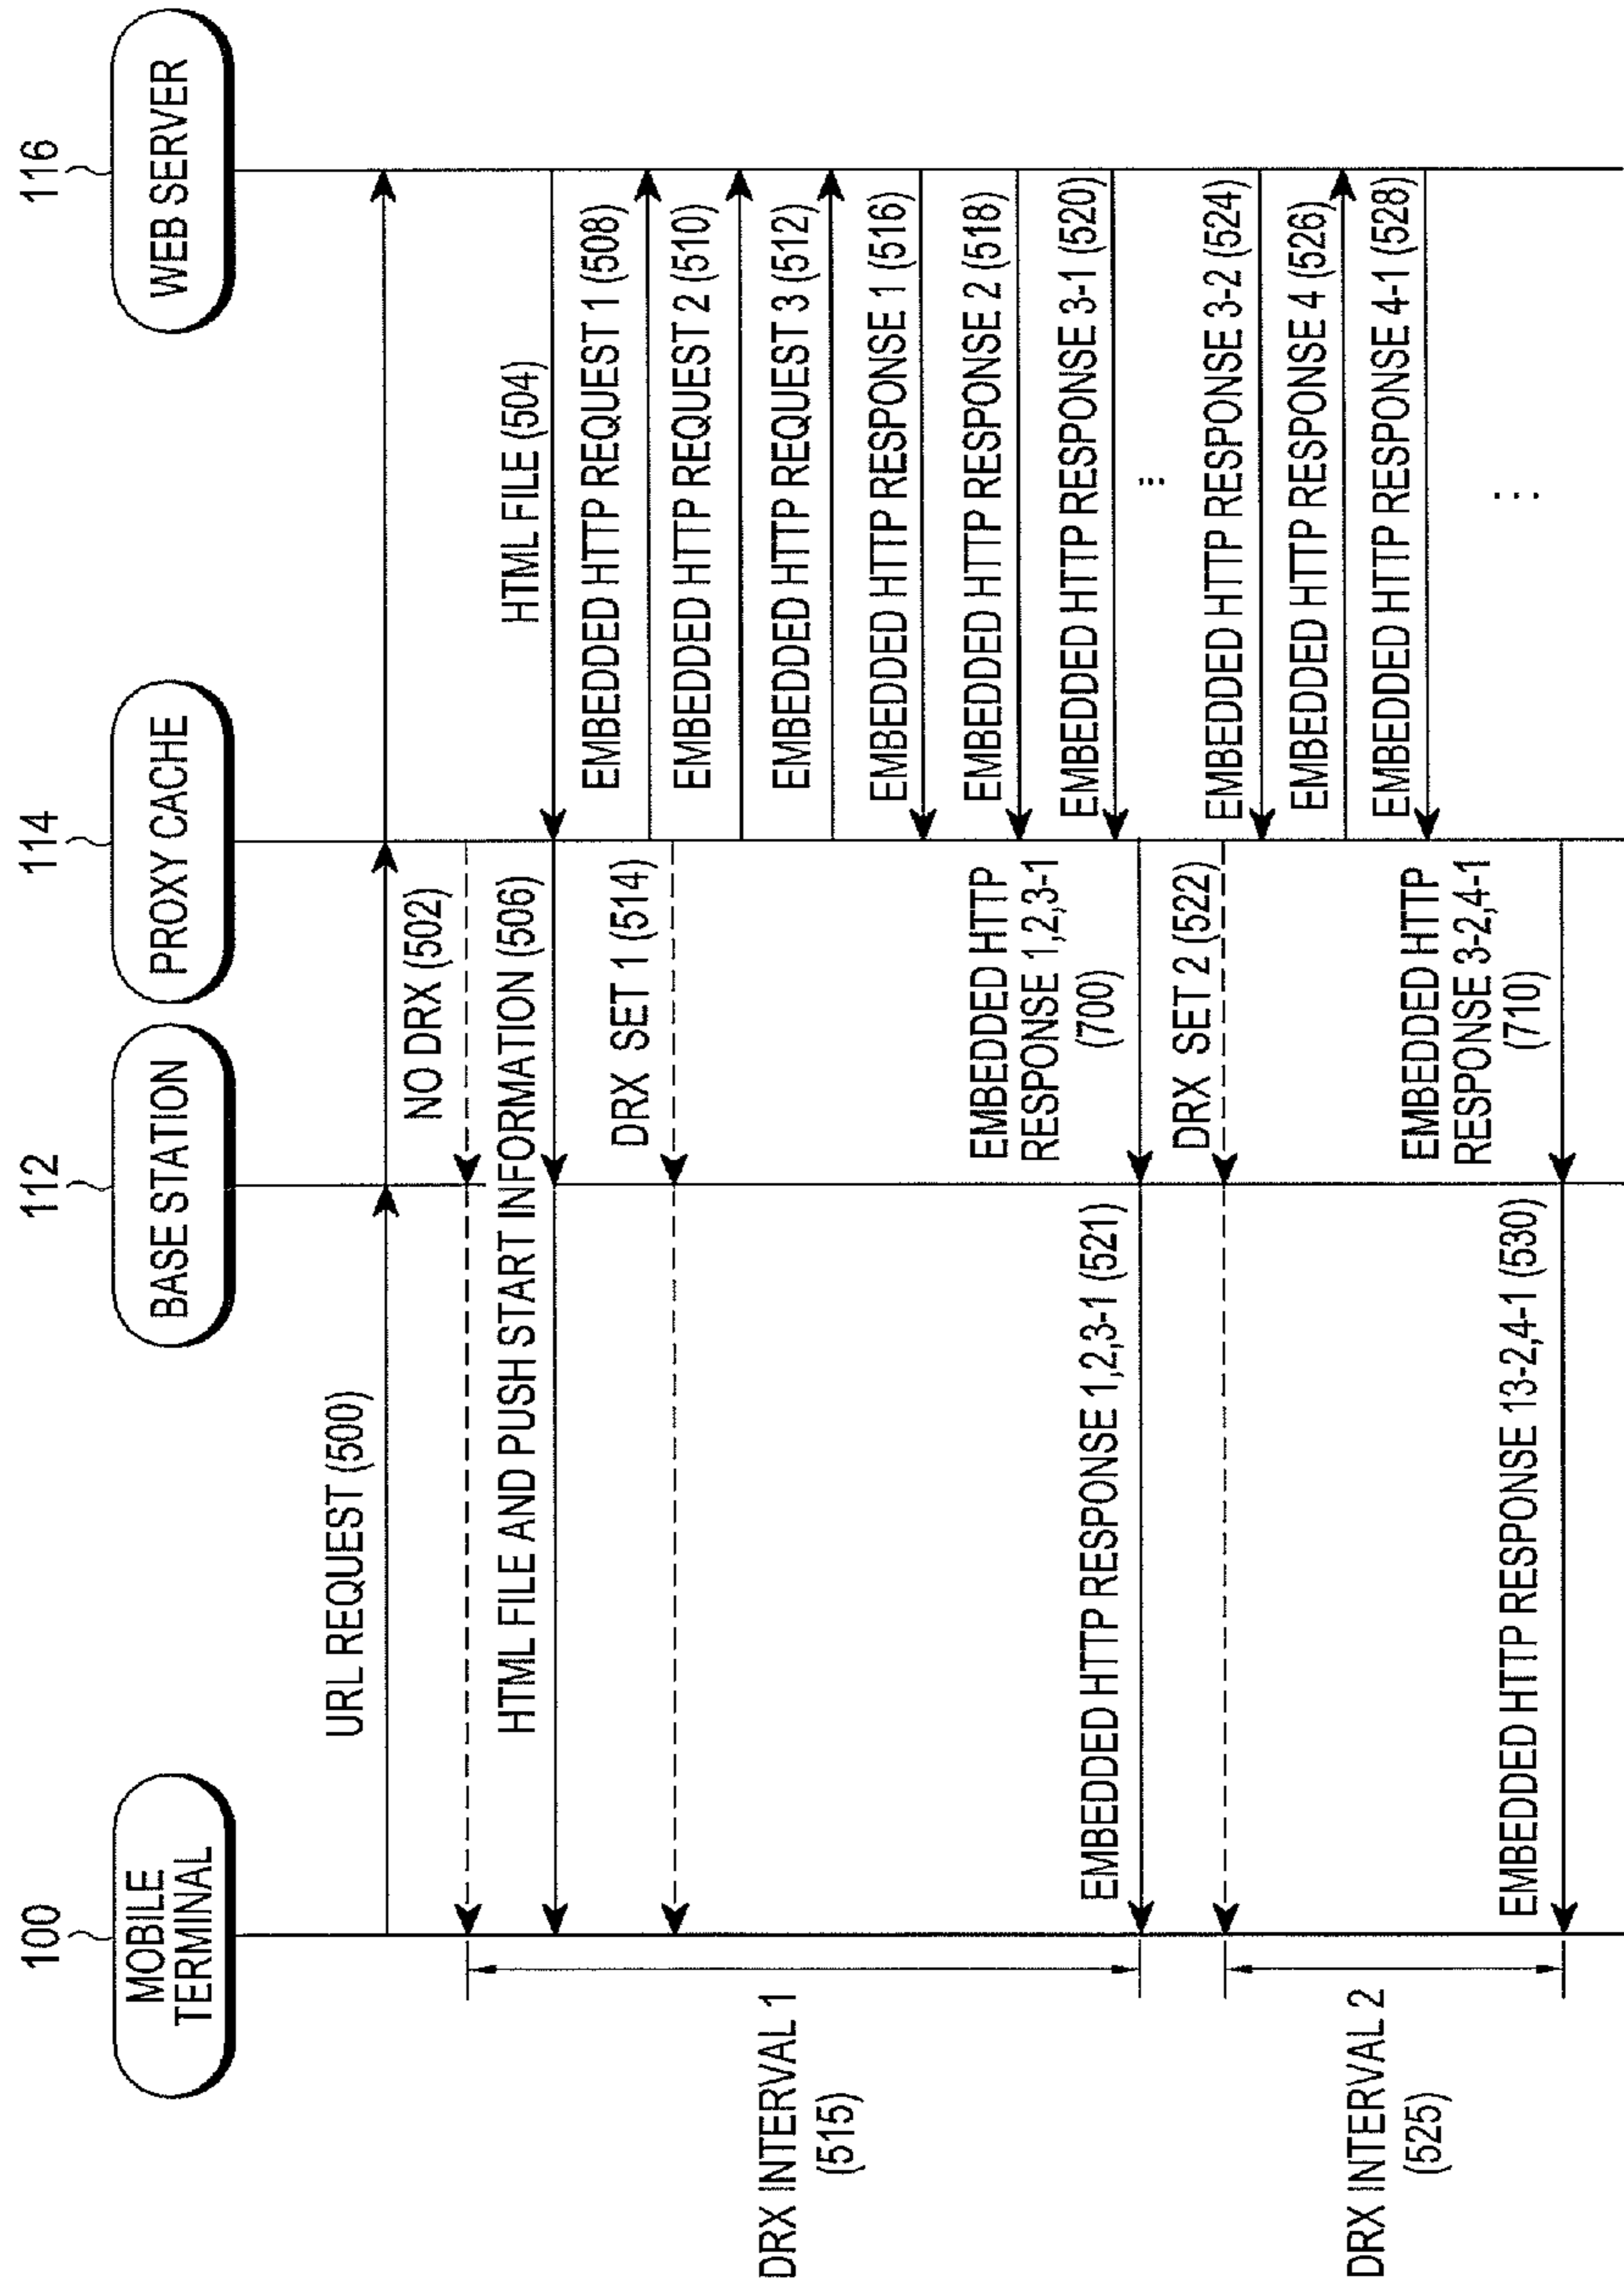 100
MOBILE
TERMINAL
112
BASE STATION
114
PROXY CACHE
116
WEB SERVER
URL REQUEST (500)
NO DRX (502)
HTML FILE (504)
HTML FILE AND PUSH START INFORMATION (506)
EMBEDDED HTTP REQUEST 1 (508)
DRX SET 1 (514)
EMBEDDED HTTP REQUEST 2 (510)
EMBEDDED HTTP REQUEST 3 (512)
DRX INTERVAL 1
(515)
EMBEDDED HTTP RESPONSE 1 (516)
EMBEDDED HTTP RESPONSE 2 (518)
EMBEDDED HTTP RESPONSE 3-1 (520)
EMBEDDED HTTP
RESPONSE 1,2,3-1
(700)
EMBEDDED HTTP RESPONSE 1,2,3-1 (521)
...
DRX SET 2 (522)
EMBEDDED HTTP RESPONSE 3-2 (524)
EMBEDDED HTTP RESPONSE 4 (526)
DRX INTERVAL 2
(525)
EMBEDDED HTTP RESPONSE 4-1 (528)
EMBEDDED HTTP
RESPONSE 3-2,4-1
(710)
EMBEDDED HTTP RESPONSE 13-2,4-1 (530)
...